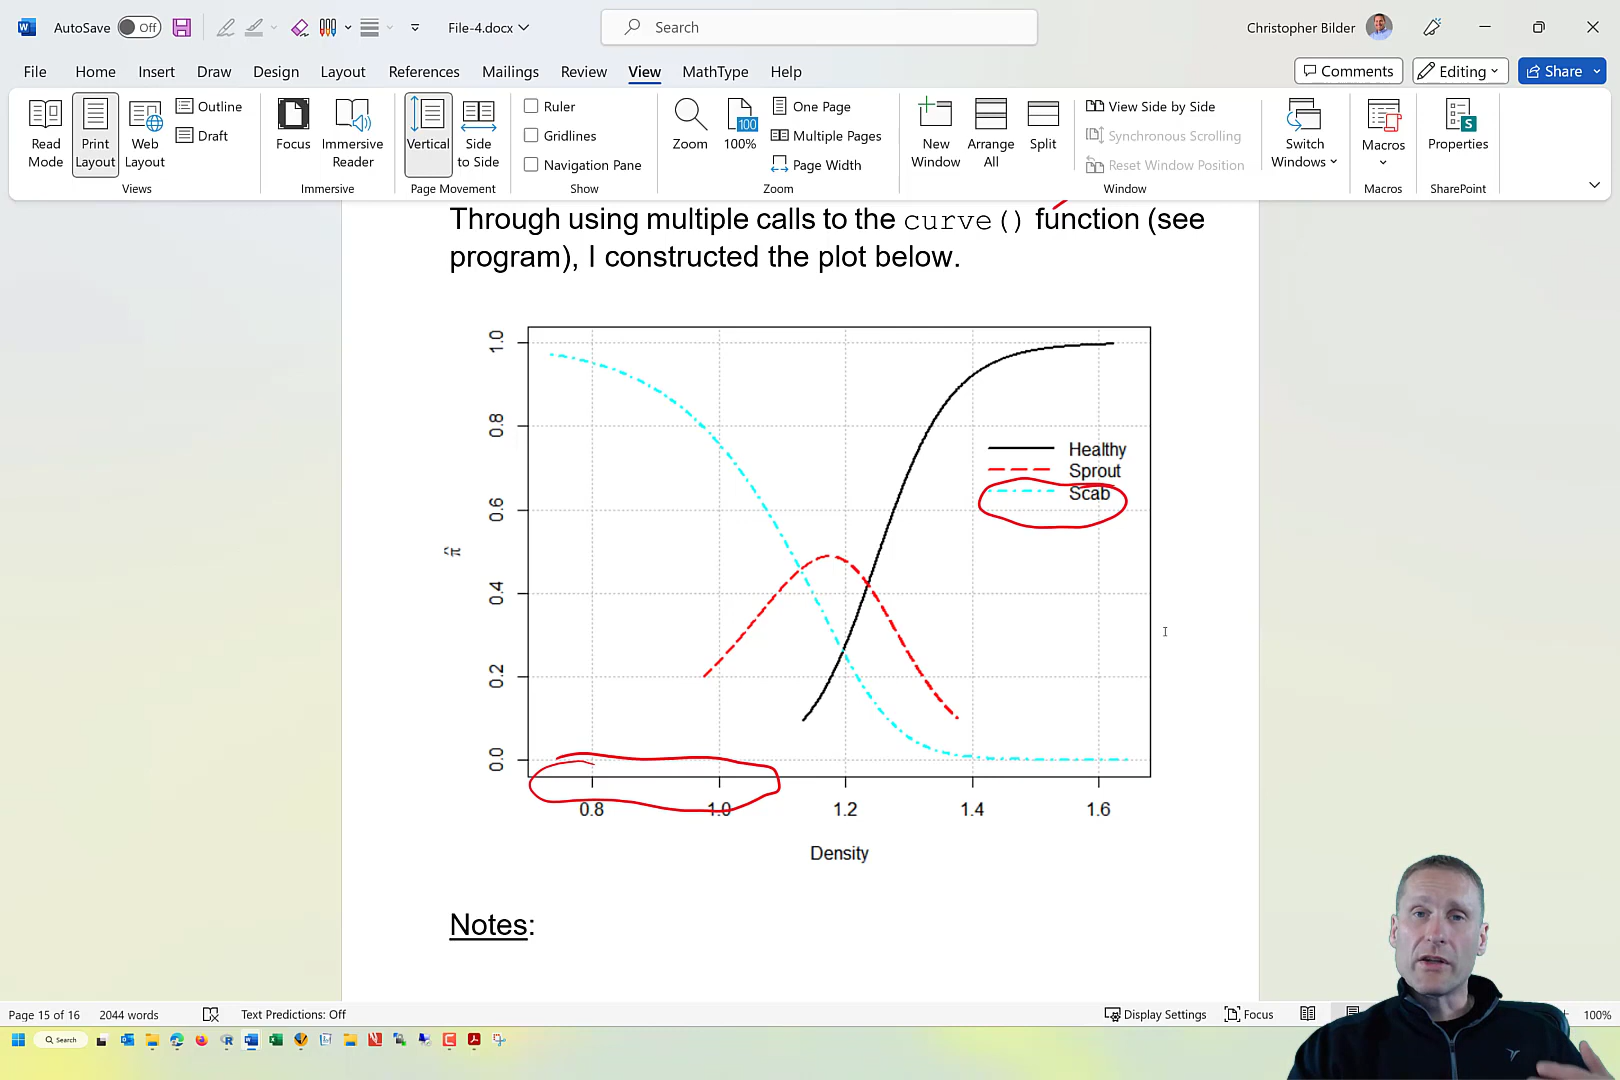 AutoSave Off File-4.docx Search Christopher Bilder
File Home Insert Draw Design Layout References Mailings Review View MathType Help Comments Editing Share
Read Mode
Print Layout
Web Layout
Outline
Draft
Views
Focus
Immersive Reader
Immersive
Vertical
Side to Side
Page Movement
Ruler
Gridlines
Navigation Pane
Show
Zoom
100
100%
One Page
Multiple Pages
Page Width
Zoom
New Window
Arrange All
Split
View Side by Side
Synchronous Scrolling
Reset Window Position
Switch Windows
Window
Macros
Macros
Properties
SharePoint
Through using multiple calls to the curve() function (see
program), I constructed the plot below.
1.0
0.8
0.6
0.4
0.2
0.0
π̂
Healthy
Sprout
Scab
0.8 1.0 1.2 1.4 1.6
Density
Notes:
Page 15 of 16 2044 words Text Predictions: Off Display Settings Focus 100%
Search